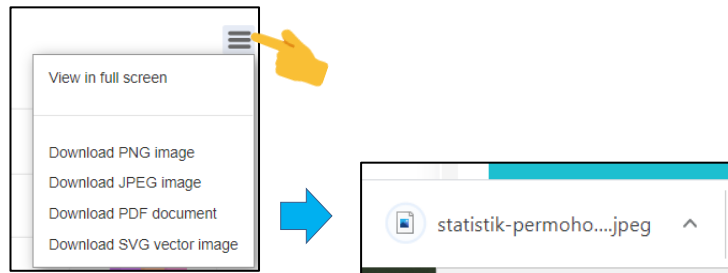 View in full screen
Download PNG image
Download JPEG image
Download PDF document
Download SVG vector image
statistik-permoho....jpeg